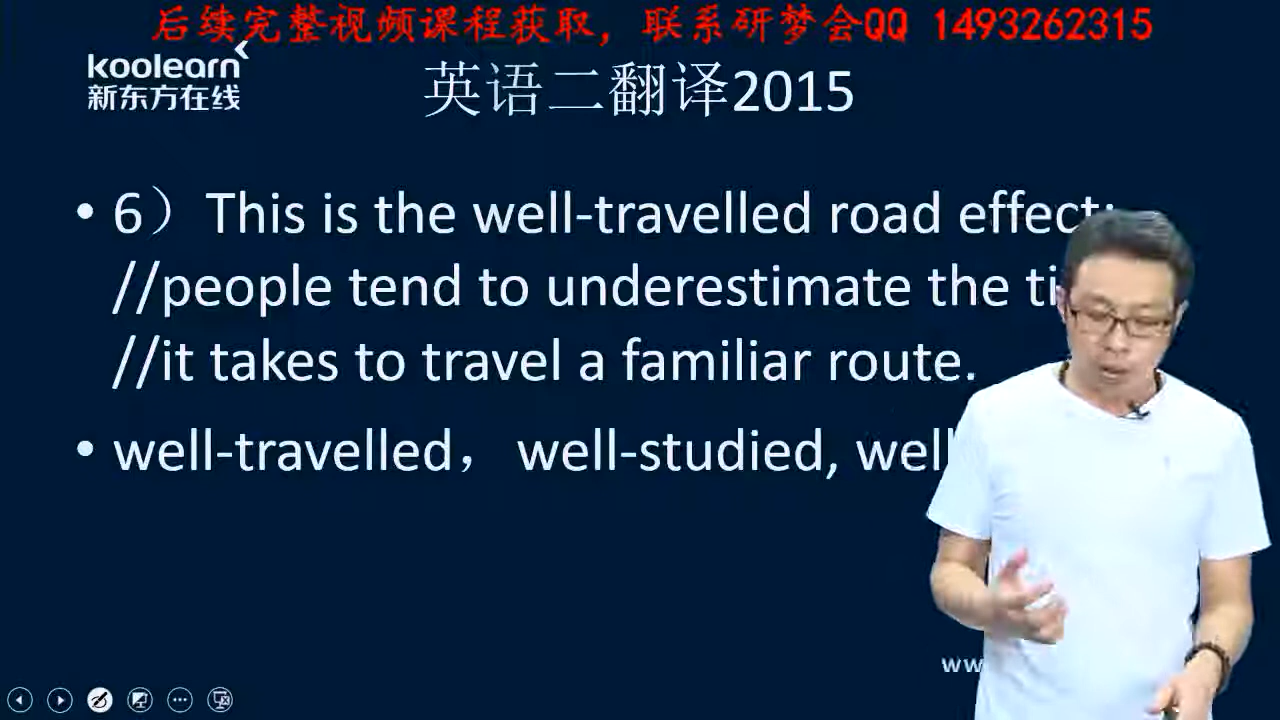 后续完整视频课程获取，联系研梦会QQ 1493262315
koolearn
新东方在线
英语二翻译2015
• 6）This is the well-travelled road effect:
//people tend to underestimate the
//it takes to travel a familiar route.
• well-travelled，well-studied, well